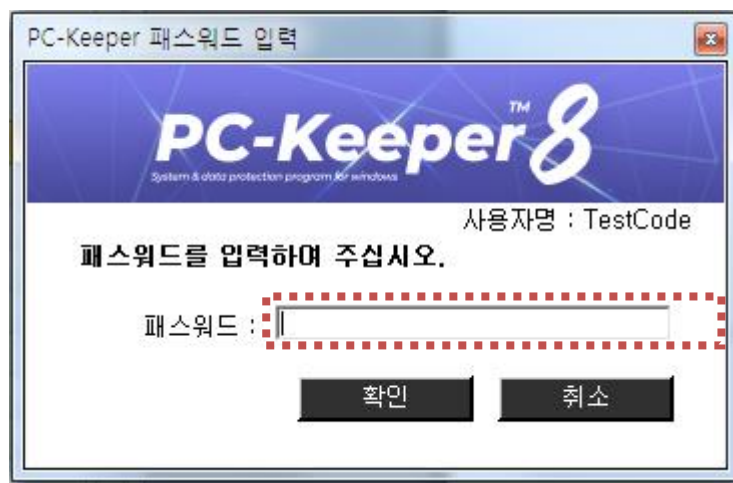 PC-Keeper 패스워드 입력
PC-Keeper™ 8
System & data protection program for windows
사용자명 : TestCode
패스워드를 입력하여 주십시오.
패스워드 :
확인 취소